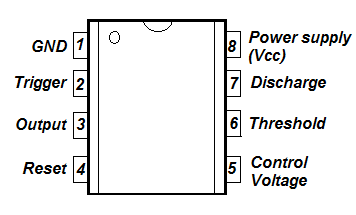 GND 1
Trigger 2
Output 3
Reset 4
8 Power supply
(Vcc)
7 Discharge
6 Threshold
5 Control
Voltage